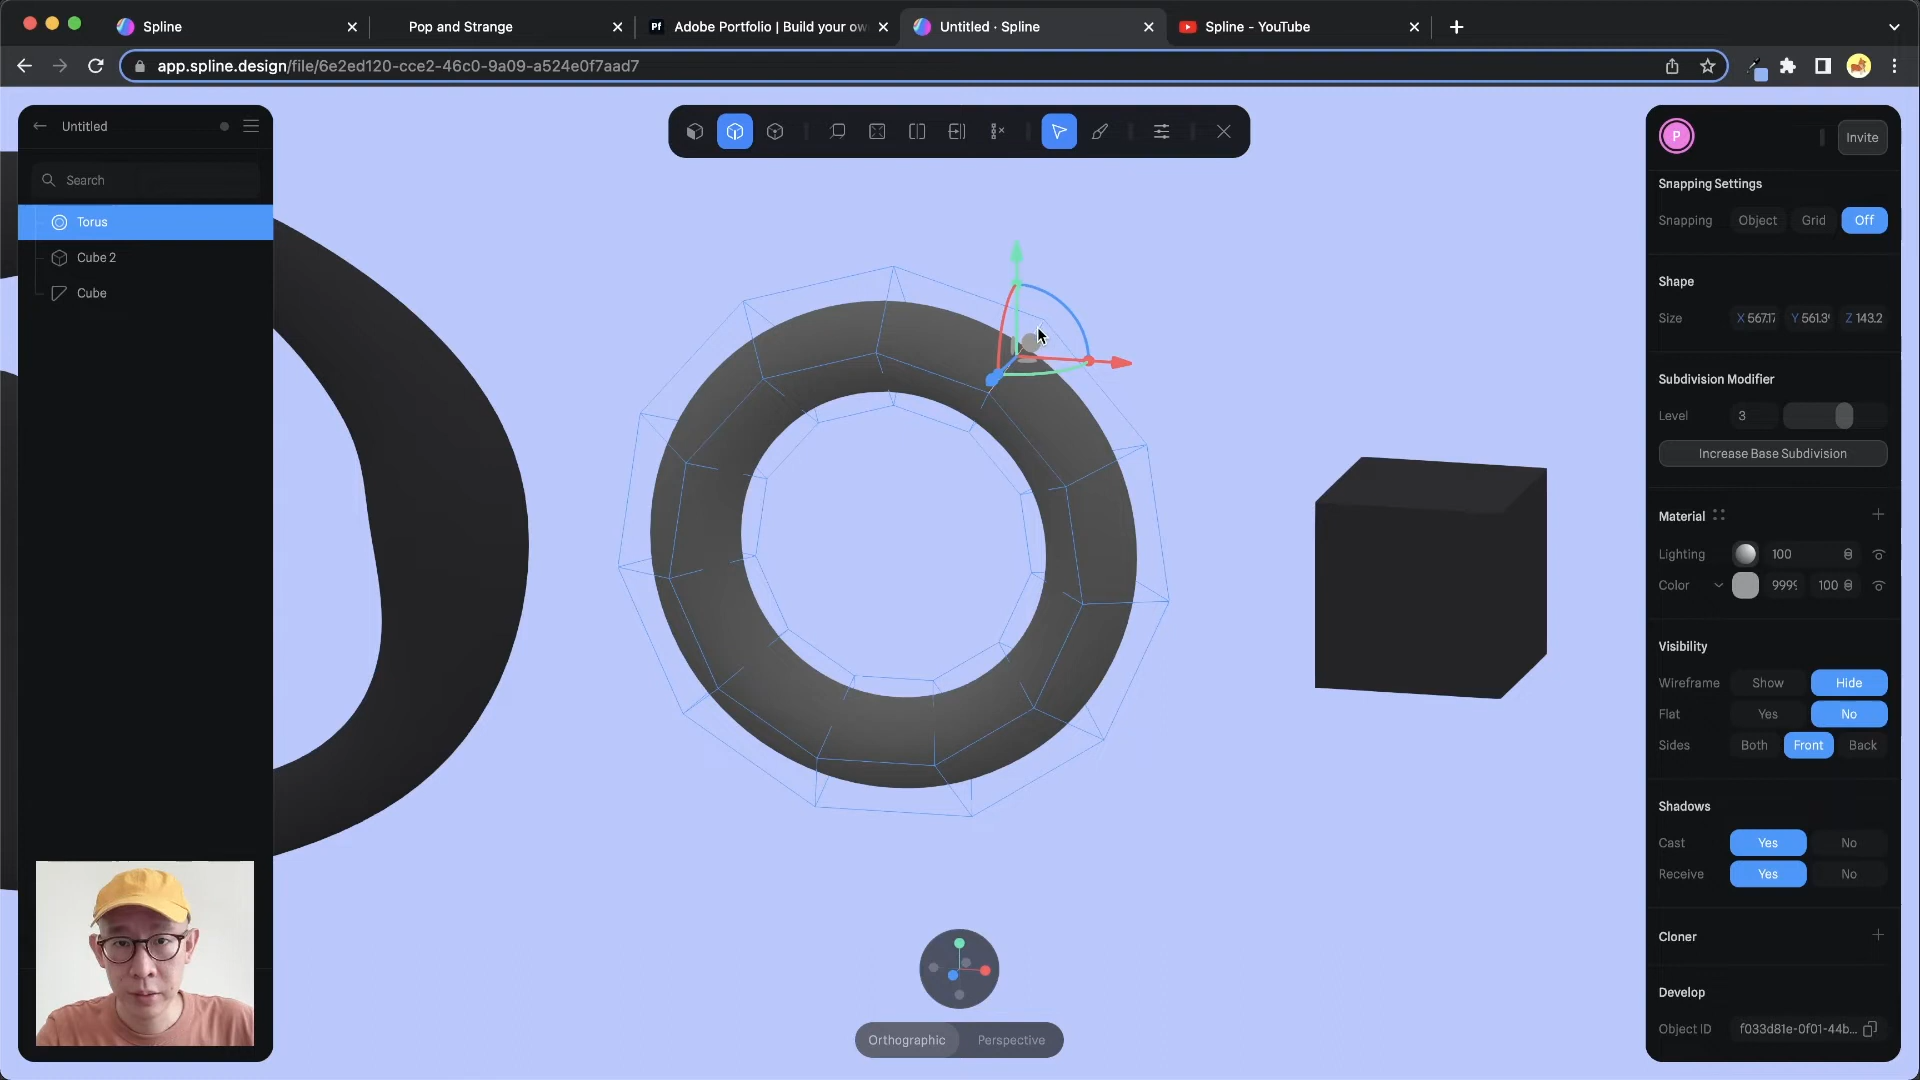 Spline
Pop and Strange
Pf Adobe Portfolio | Build your ow
Untitled · Spline
Spline - YouTube
app.spline.design/file/6e2ed120-cce2-46c0-9a09-a524e0f7aad7
Untitled
Search
Torus
Cube 2
Cube
P
Invite
Snapping Settings
Snapping Object Grid Off
Shape
Size X 567.17 Y 561.3 Z 143.2
Subdivision Modifier
Level 3
Increase Base Subdivision
Material
Lighting 100
Color 999 100
Visibility
Wireframe Show Hide
Flat Yes No
Sides Both Front Back
Shadows
Cast Yes No
Receive Yes No
Cloner
Develop
Object ID f033d81e-0f01-44b...
Orthographic Perspective